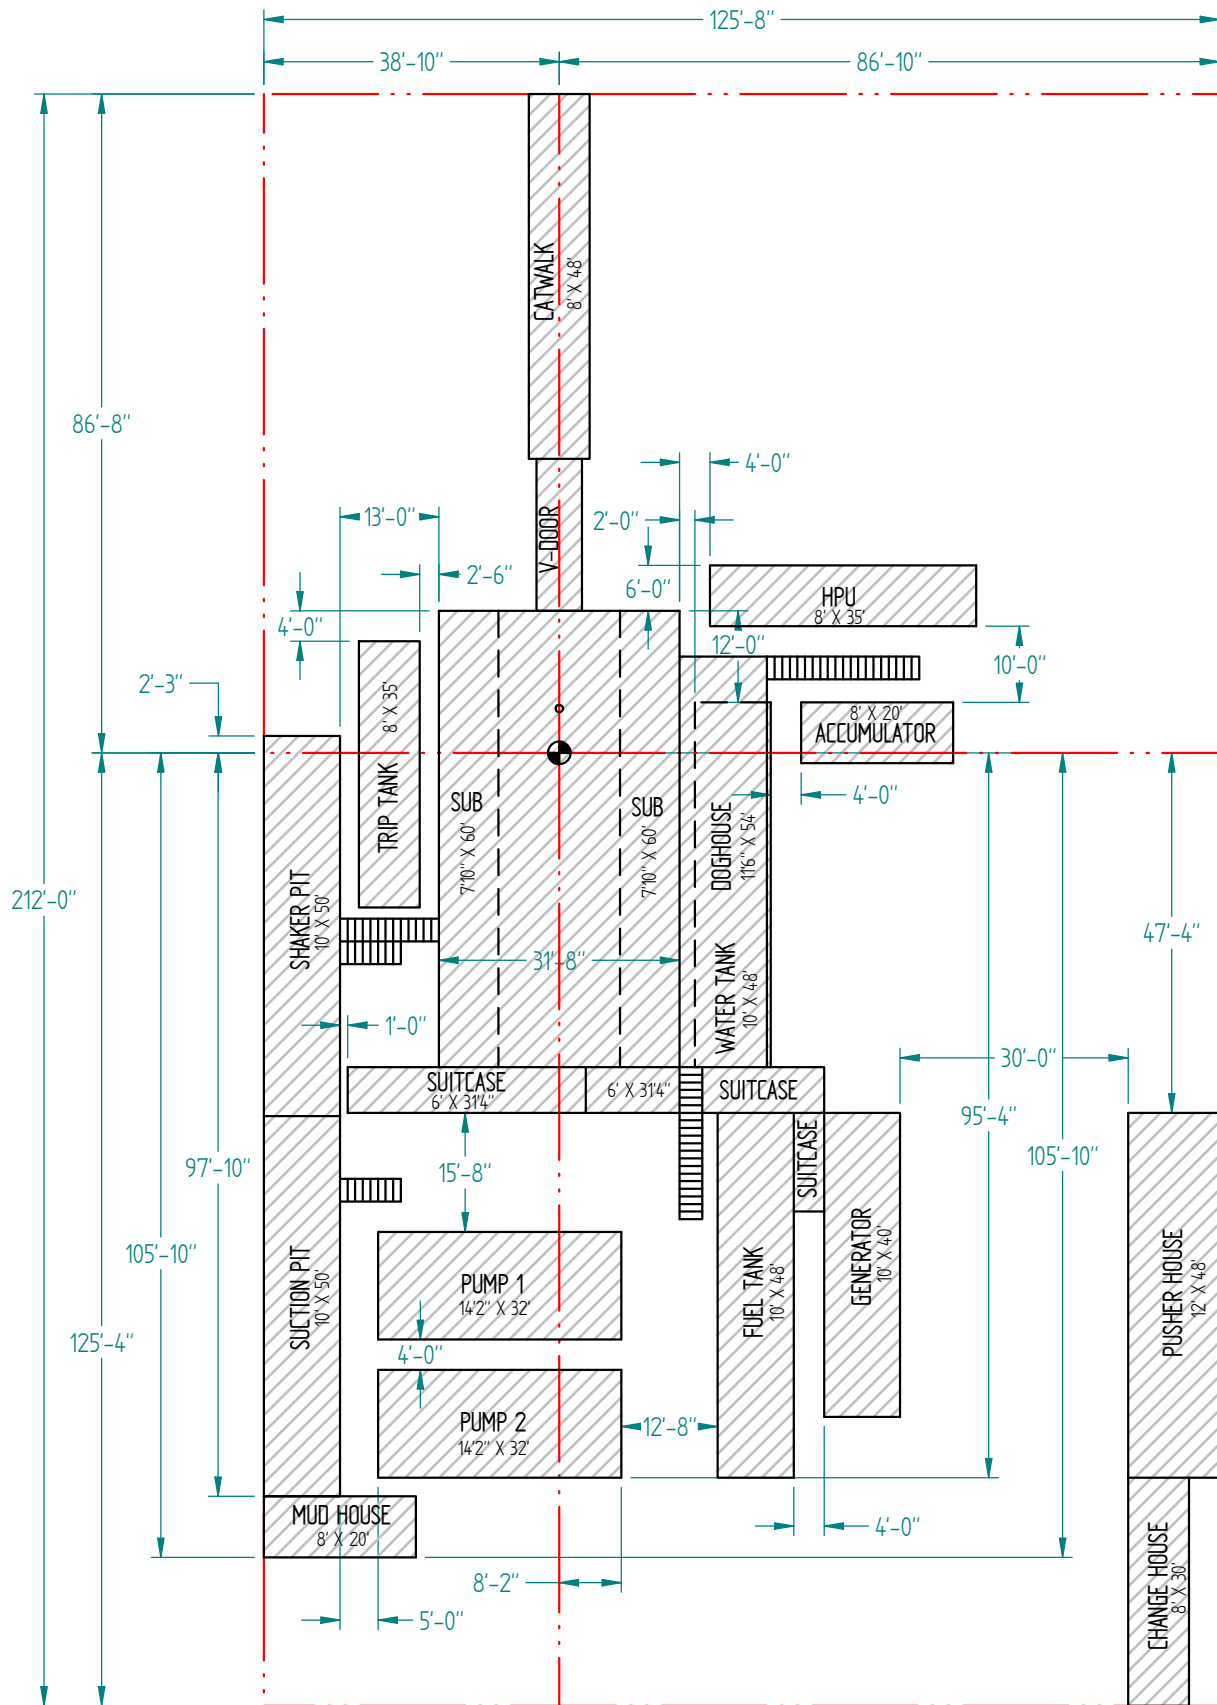 125'-8"
38'-10"
86'-10"
CATWALK
8' X 48'
86'-8"
4'-0"
13'-0"
2'-0"
V-DOOR
2'-6"
6'-0"
HPU
8' X 35'
4'-0"
12'-0"
10'-0"
2'-3"
8' X 35'
TRIP TANK
8' X 20'
ACCUMULATOR
4'-0"
SUB
7'10" X 60'
SUB
7'10" X 60'
DOGHOUSE
11'6" X 54'
212'-0"
SHAKER PIT
10' X 50'
47'-4"
31'-8"
WATER TANK
10' X 48'
1'-0"
30'-0"
SUITCASE
6' X 31'4"
6' X 31'4"
SUITCASE
95'-4"
105'-10"
97'-10"
15'-8"
SUITCASE
105'-10"
SUCTION PIT
10' X 50'
PUMP 1
14'2" X 32'
FUEL TANK
10' X 48'
GENERATOR
10' X 40'
PUSHER HOUSE
12' X 48'
125'-4"
4'-0"
PUMP 2
14'2" X 32'
12'-8"
MUD HOUSE
8' X 20'
4'-0"
8'-2"
5'-0"
CHANGE HOUSE
8' X 30'